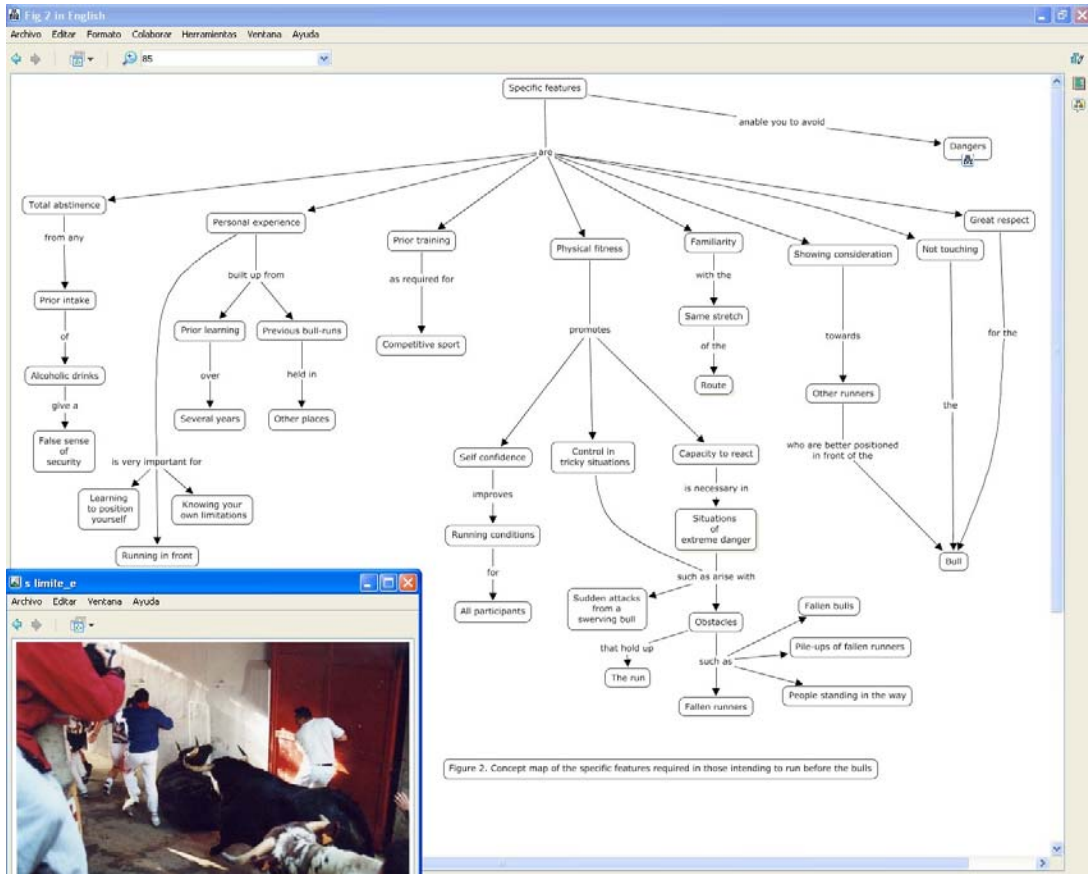 Fig 2 in English
Archivo Editar Formato Colaborar Herramientas Ventana Ayuda
85
Specific features
anable you to avoid
Dangers
are
Total abstinence
from any
Prior intake
of
Alcoholic drinks
give a
False sense
of
security
Personal experience
built up from
Prior learning
over
Several years
Previous bull-runs
held in
Other places
is very important for
Learning
to position
yourself
Knowing your
own limitations
Running in front
Prior training
as required for
Competitive sport
Physical fitness
promotes
Self confidence
improves
Running conditions
for
All participants
Control in
tricky situations
Capacity to react
is necessary in
Situations
of
extreme danger
such as arise with
Sudden attacks
from a
swerving bull
Obstacles
that hold up
The run
such as
Fallen bulls
Pile-ups of fallen runners
People standing in the way
Fallen runners
Familiarity
with the
Same stretch
of the
Route
Showing consideration
towards
Other runners
who are better positioned
in front of the
Not touching
the
Great respect
for the
Bull
Figure 2. Concept map of the specific features required in those intending to run before the bulls
s limite_e
Archivo Editar Ventana Ayuda